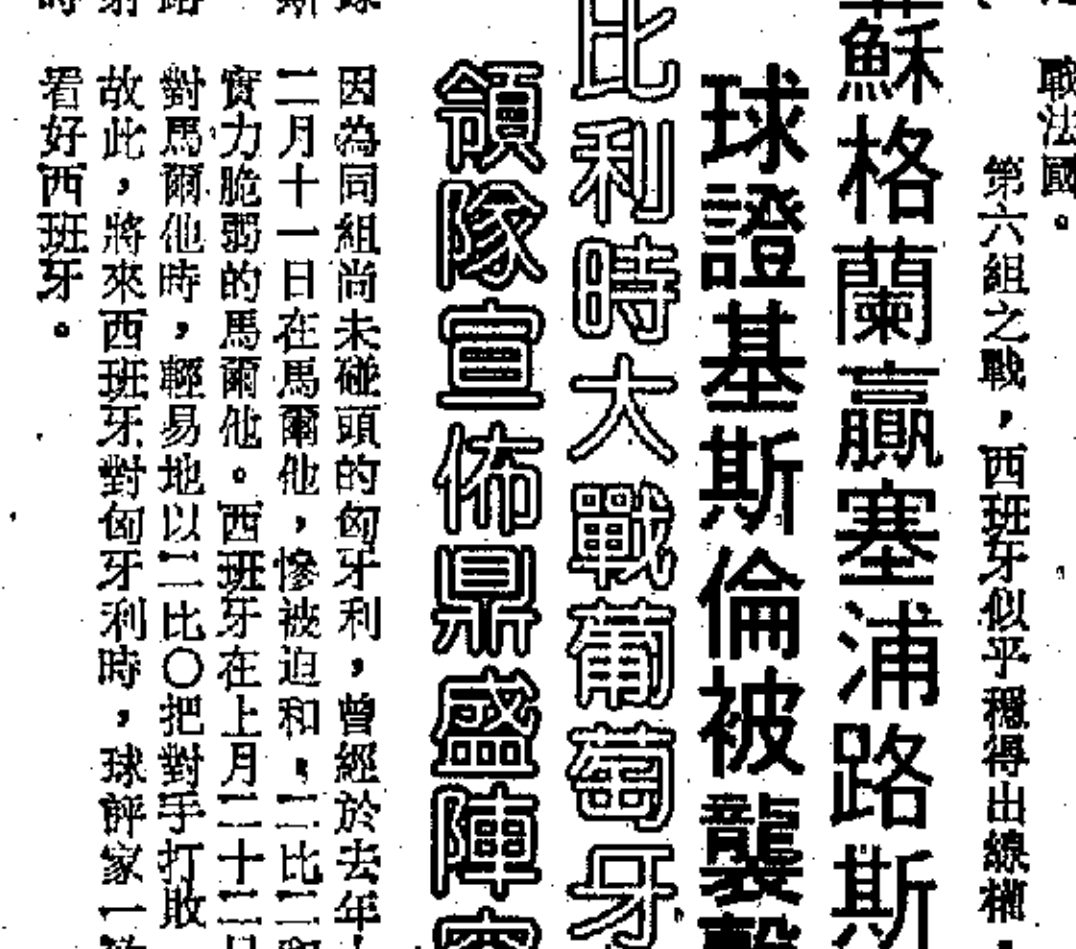 戰法國。
第六組之戰，西班牙似乎穩得出線權，
蘇格蘭贏塞浦路斯
球證基斯倫被襲擊
比利時大戰葡萄牙
領隊宣佈鼎盛陣容
因為同組尚未碰頭的匈牙利，曾經於去年十
二月十一日在馬爾他，慘被迫和，二比二和
實力脆弱的馬爾他。西班牙在上月二十二日
對馬爾他時，輕易地以二比〇把對手打敗
故此，將來西班牙對匈牙利時，球評家一致
看好西班牙。